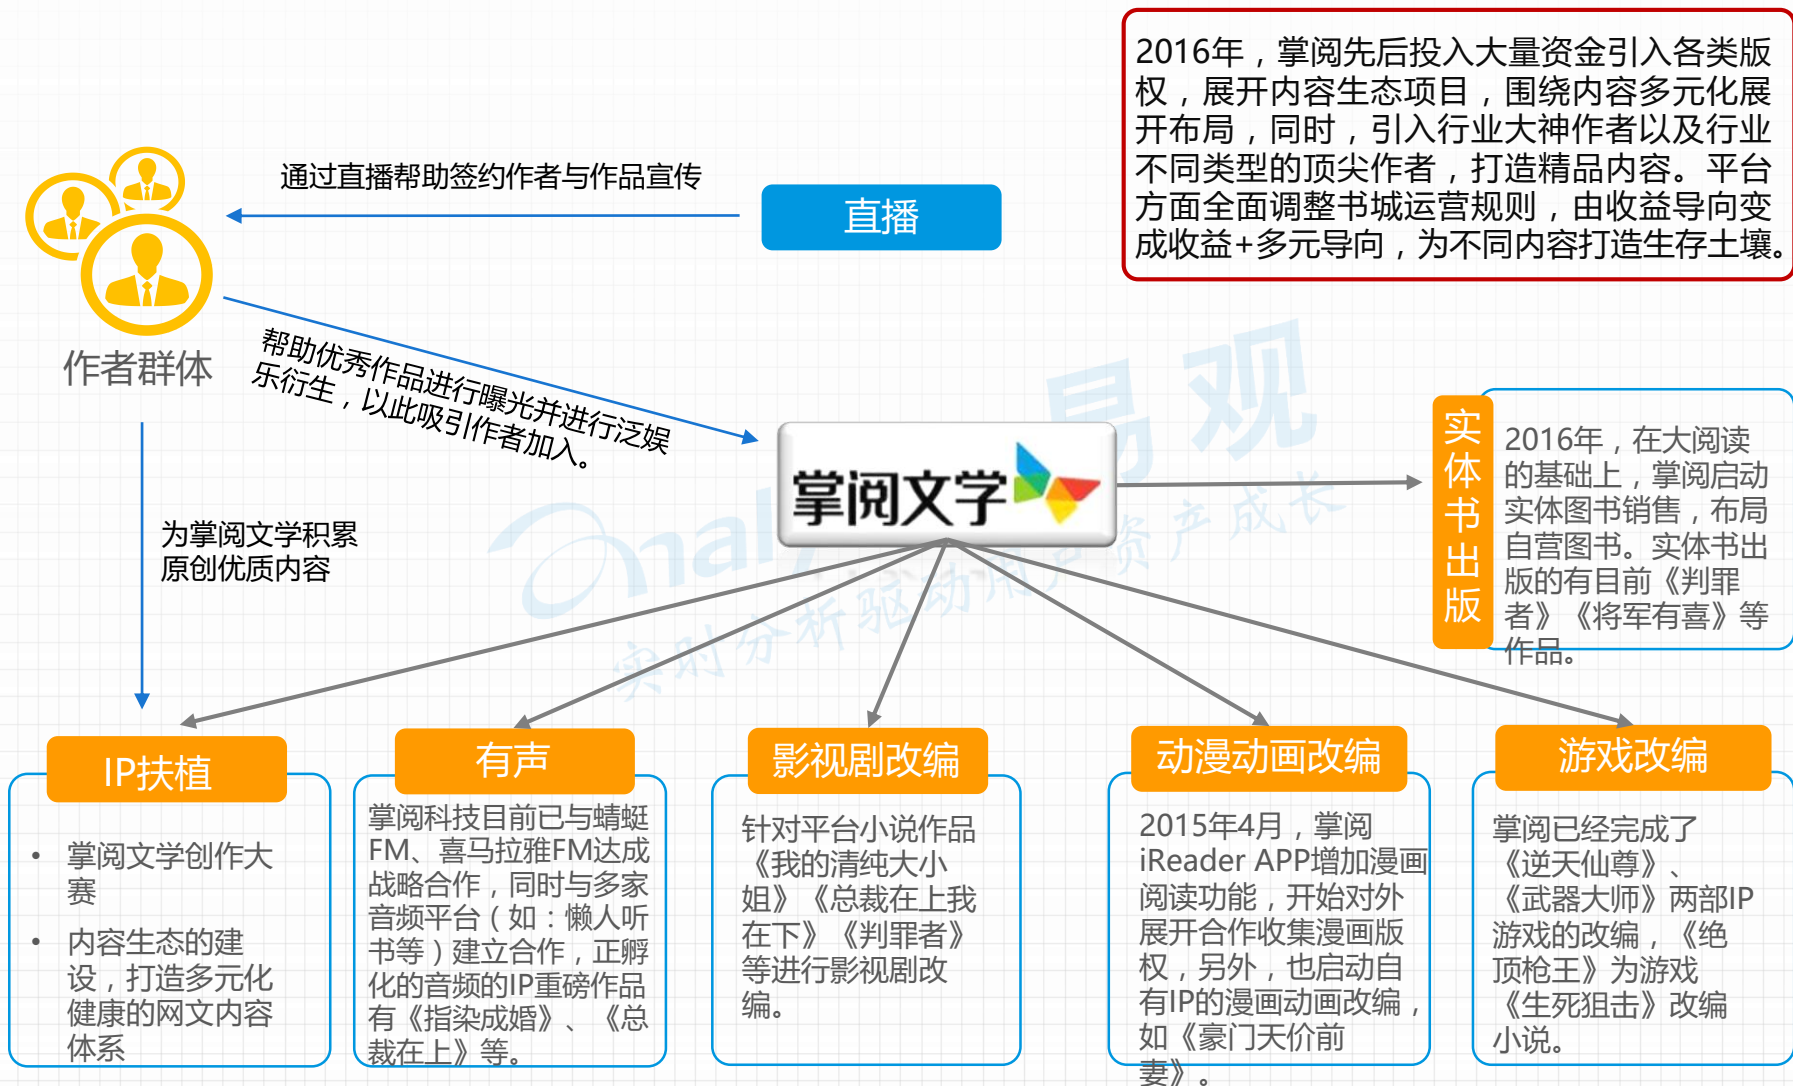 2016年，掌阅先后投入大量资金引入各类版
权，展开内容生态项目，围绕内容多元化展
开布局，同时，引入行业大神作者以及行业
不同类型的顶尖作者，打造精品内容。平台
方面全面调整书城运营规则，由收益导向变
成收益+多元导向，为不同内容打造生存土壤。
通过直播帮助签约作者与作品宣传
直播
作者群体
帮助优秀作品进行曝光并进行泛娱
乐衍生，以此吸引作者加入。
为掌阅文学积累
原创优质内容
掌阅文学
易观
实时分析驱动用户资产成长
实体书出版
2016年，在大阅读
的基础上，掌阅启动
实体图书销售，布局
自营图书。实体书出
版的有目前《判罪
者》《将军有喜》等
作品。
IP扶植
• 掌阅文学创作大
赛
• 内容生态的建
设，打造多元化
健康的网文内容
体系
有声
掌阅科技目前已与蜻蜓
FM、喜马拉雅FM达成
战略合作，同时与多家
音频平台（如：懒人听
书等）建立合作，正孵
化的音频的IP重磅作品
有《指染成婚》、《总
裁在上》等。
影视剧改编
针对平台小说作品
《我的清纯大小
姐》《总裁在上我
在下》《判罪者》
等进行影视剧改
编。
动漫动画改编
2015年4月，掌阅
iReader APP增加漫画
阅读功能，开始对外
展开合作收集漫画版
权，另外，也启动自
有IP的漫画动画改编，
如《豪门天价前
妻》。
游戏改编
掌阅已经完成了
《逆天仙尊》、
《武器大师》两部IP
游戏的改编，《绝
顶枪王》为游戏
《生死狙击》改编
小说。